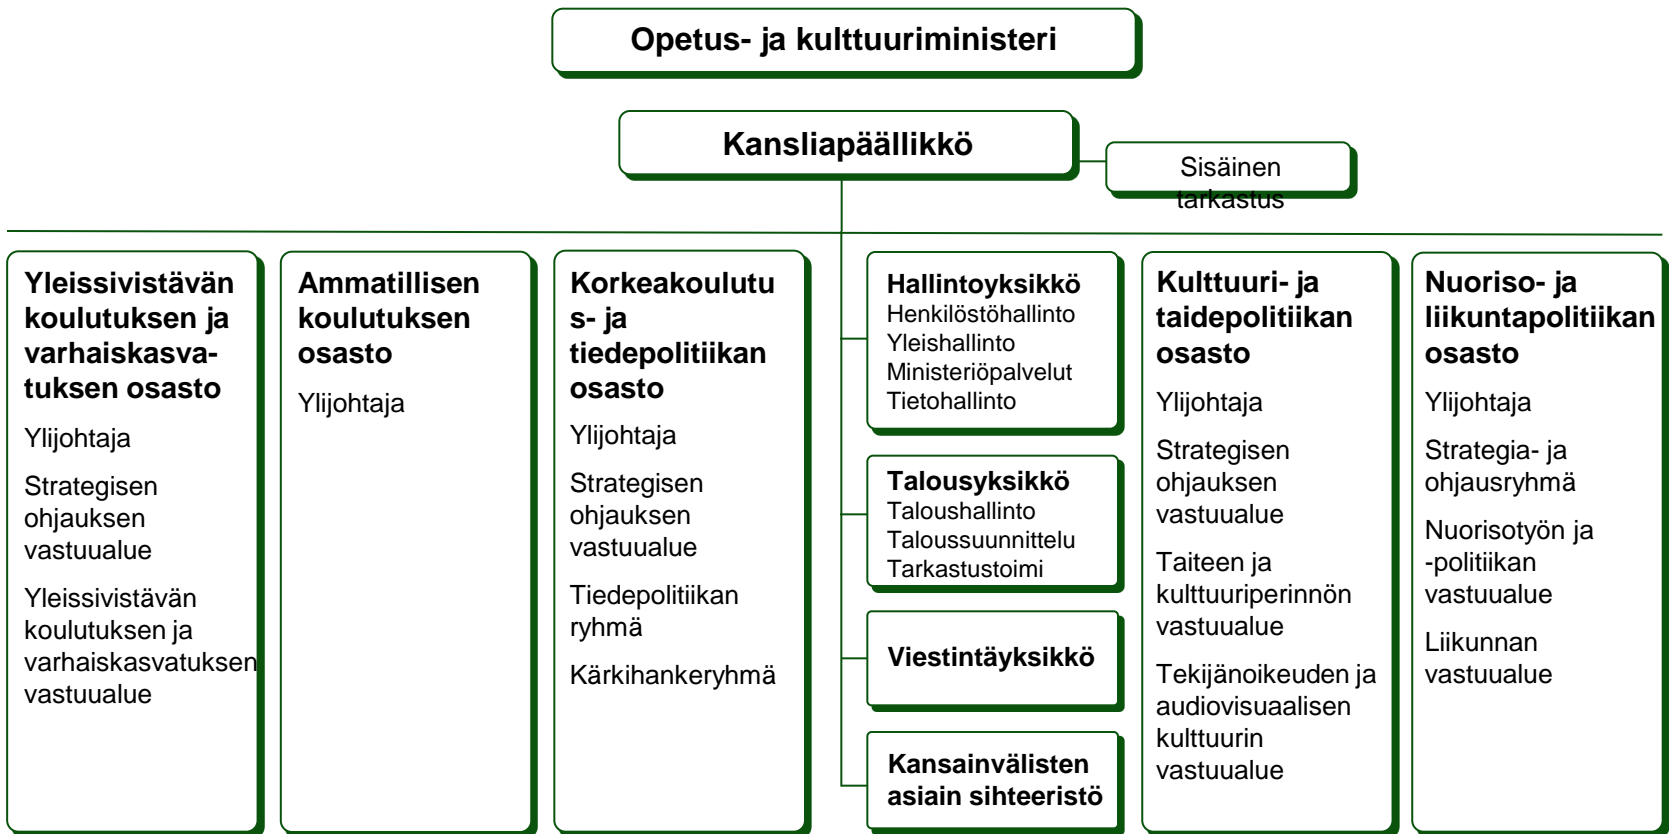 Opetus- ja kulttuuriministeri
Kansliapäällikkö
Sisäinen
tarkastus
Yleissivistävän
koulutuksen ja
varhaiskasva-
tuksen osasto
Ylijohtaja
Strategisen
ohjauksen
vastuualue
Yleissivistävän
koulutuksen ja
varhaiskasvatuksen
vastuualue
Ammatillisen
koulutuksen
osasto
Ylijohtaja
Korkeakoulutu
s- ja
tiedepolitiikan
osasto
Ylijohtaja
Strategisen
ohjauksen
vastuualue
Tiedepolitiikan
ryhmä
Kärkihankeryhmä
Hallintoyksikkö
Henkilöstöhallinto
Yleishallinto
Ministeriöpalvelut
Tietohallinto
Talousyksikkö
Taloushallinto
Taloussuunnittelu
Tarkastustoimi
Viestintäyksikkö
Kansainvälisten
asiain sihteeristö
Kulttuuri- ja
taidepolitiikan
osasto
Ylijohtaja
Strategisen
ohjauksen
vastuualue
Taiteen ja
kulttuuriperinnön
vastuualue
Tekijänoikeuden ja
audiovisuaalisen
kulttuurin
vastuualue
Nuoriso- ja
liikuntapolitiikan
osasto
Ylijohtaja
Strategia- ja
ohjausryhmä
Nuorisotyön ja
-politiikan
vastuualue
Liikunnan
vastuualue